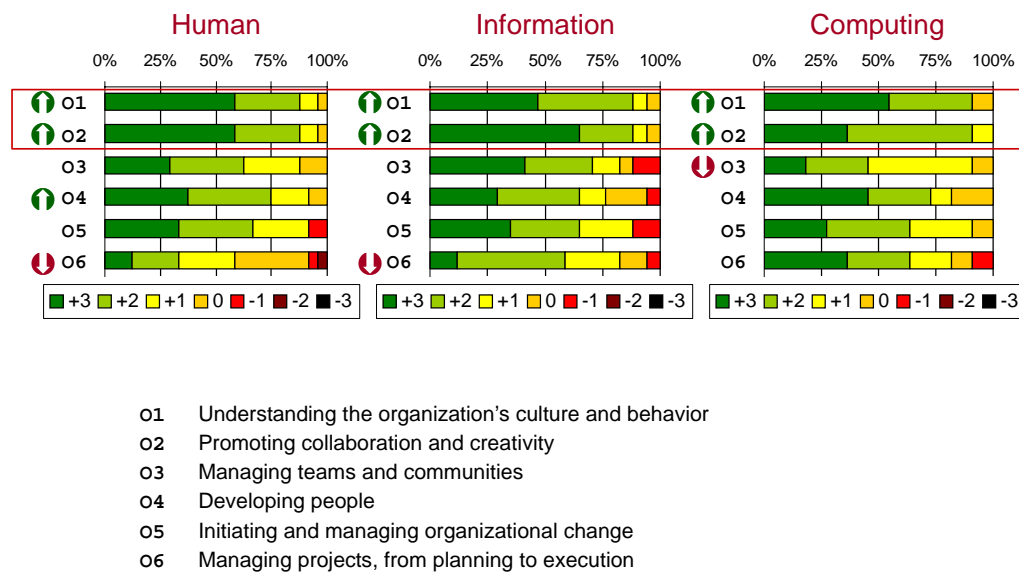 Human Information Computing
0% 25% 50% 75% 100% 0% 25% 50% 75% 100% 0% 25% 50% 75% 100%
O1 O1 O1
O2 O2 O2
O3 O3 O3
O4 O4 O4
O5 O5 O5
O6 O6 O6
+3 +2 +1 0 -1 -2 -3 +3 +2 +1 0 -1 -2 -3 +3 +2 +1 0 -1 -2 -3
O1 Understanding the organization's culture and behavior
O2 Promoting collaboration and creativity
O3 Managing teams and communities
O4 Developing people
O5 Initiating and managing organizational change
O6 Managing projects, from planning to execution